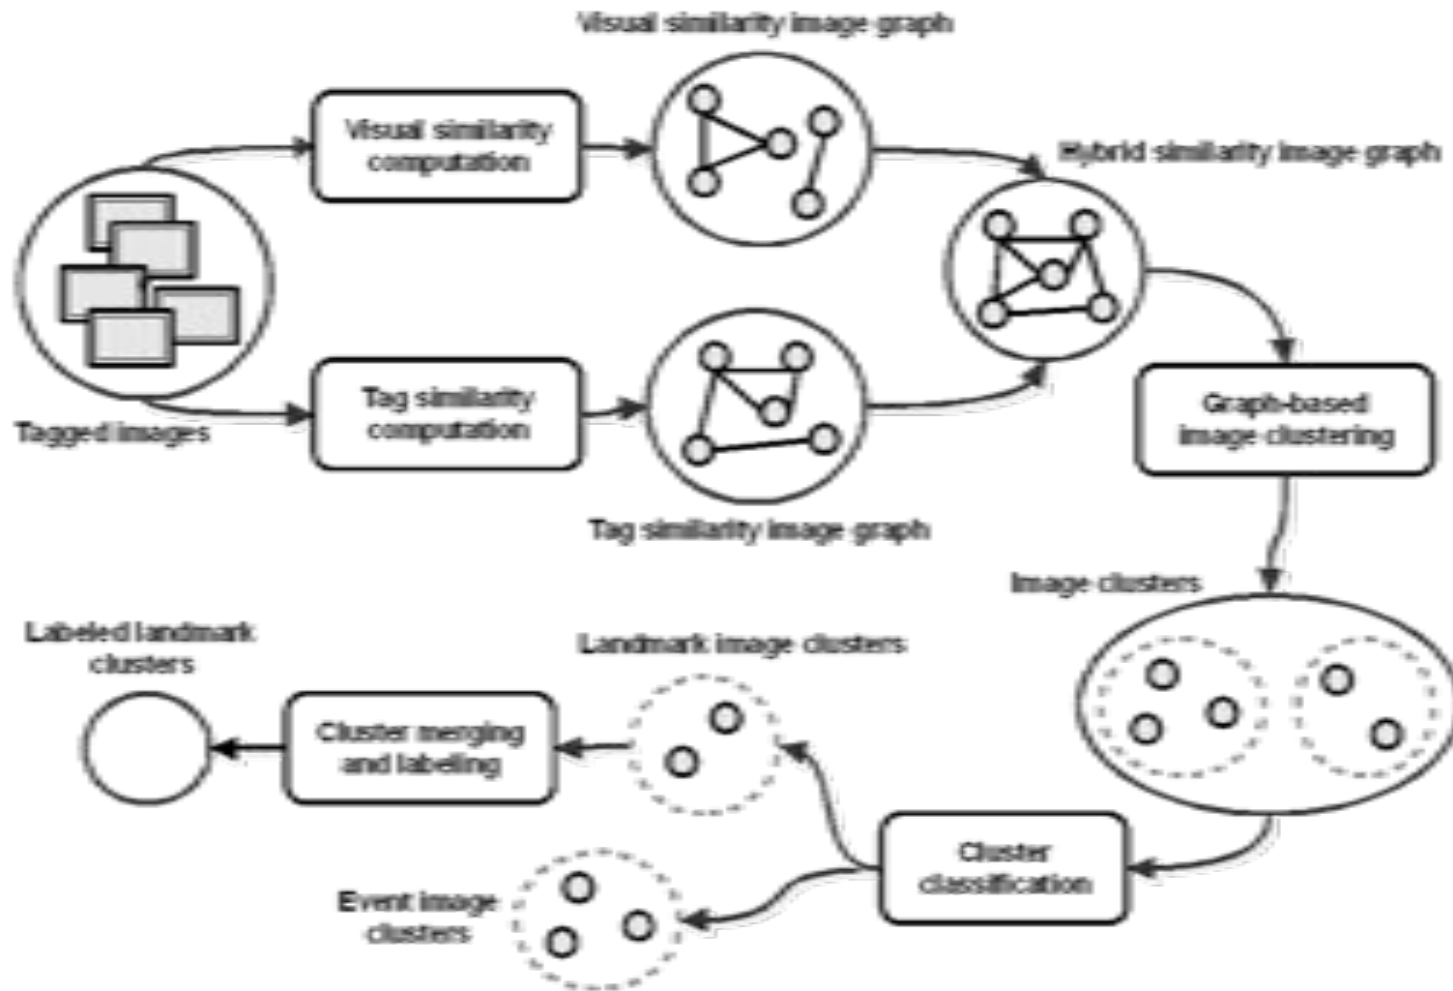 Visual similarity image graph
Visual similarity
computation
Hybrid similarity image graph
Tagged images
Tag similarity
computation
Graph-based
image clustering
Tag similarity image graph
Image clusters
Labeled landmark
clusters
Landmark image clusters
Cluster merging
and labeling
Cluster
classification
Event image
clusters